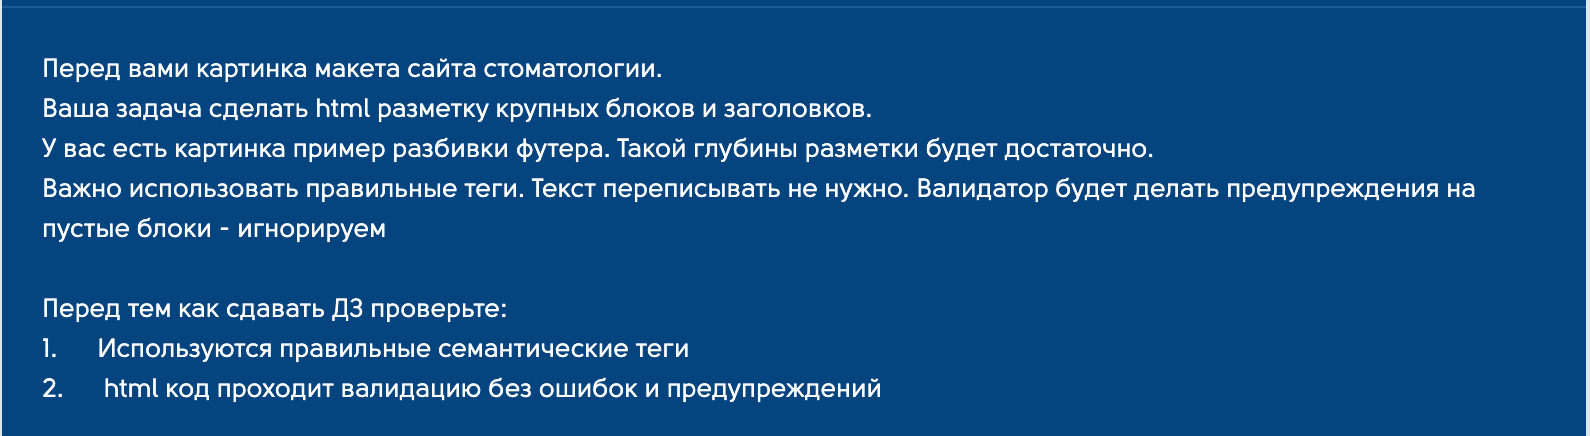 Перед вами картинка макета сайта стоматологии.
Ваша задача сделать html разметку крупных блоков и заголовков.
У вас есть картинка пример разбивки футера. Такой глубины разметки будет достаточно.
Важно использовать правильные теги. Текст переписывать не нужно. Валидатор будет делать предупреждения на
пустые блоки - игнорируем
Перед тем как сдавать ДЗ проверьте:
1. Используются правильные семантические теги
2. html код проходит валидацию без ошибок и предупреждений